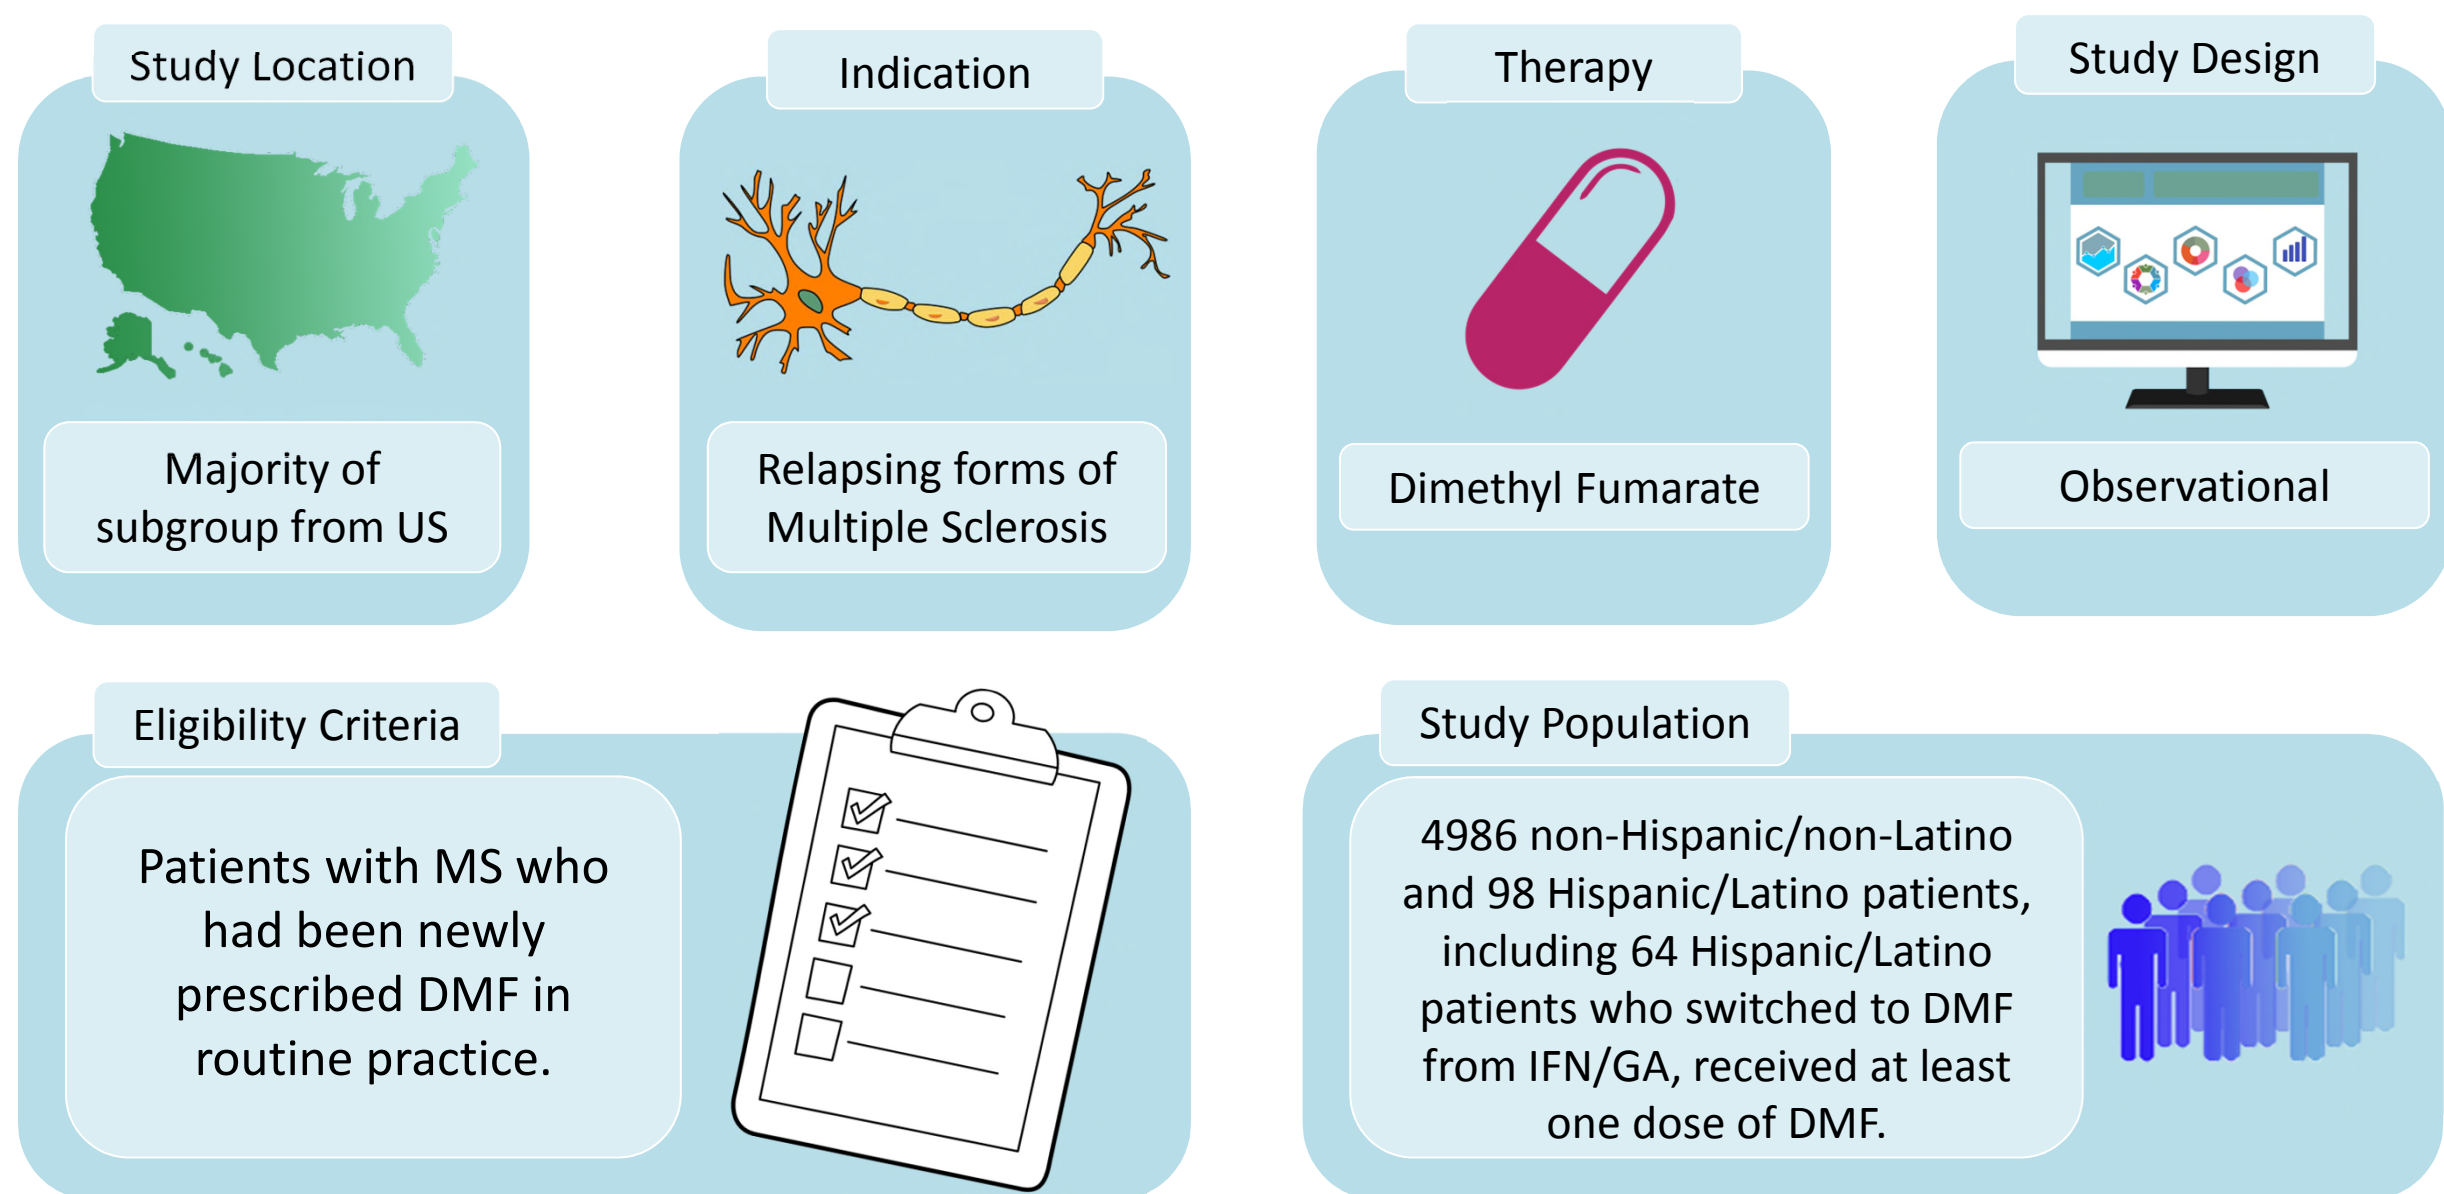 Study Location
Majority of
subgroup from US
Indication
Relapsing forms of
Multiple Sclerosis
Therapy
Dimethyl Fumarate
Study Design
Observational
Eligibility Criteria
Patients with MS who
had been newly
prescribed DMF in
routine practice.
Study Population
4986 non-Hispanic/non-Latino
and 98 Hispanic/Latino patients,
including 64 Hispanic/Latino
patients who switched to DMF
from IFN/GA, received at least
one dose of DMF.